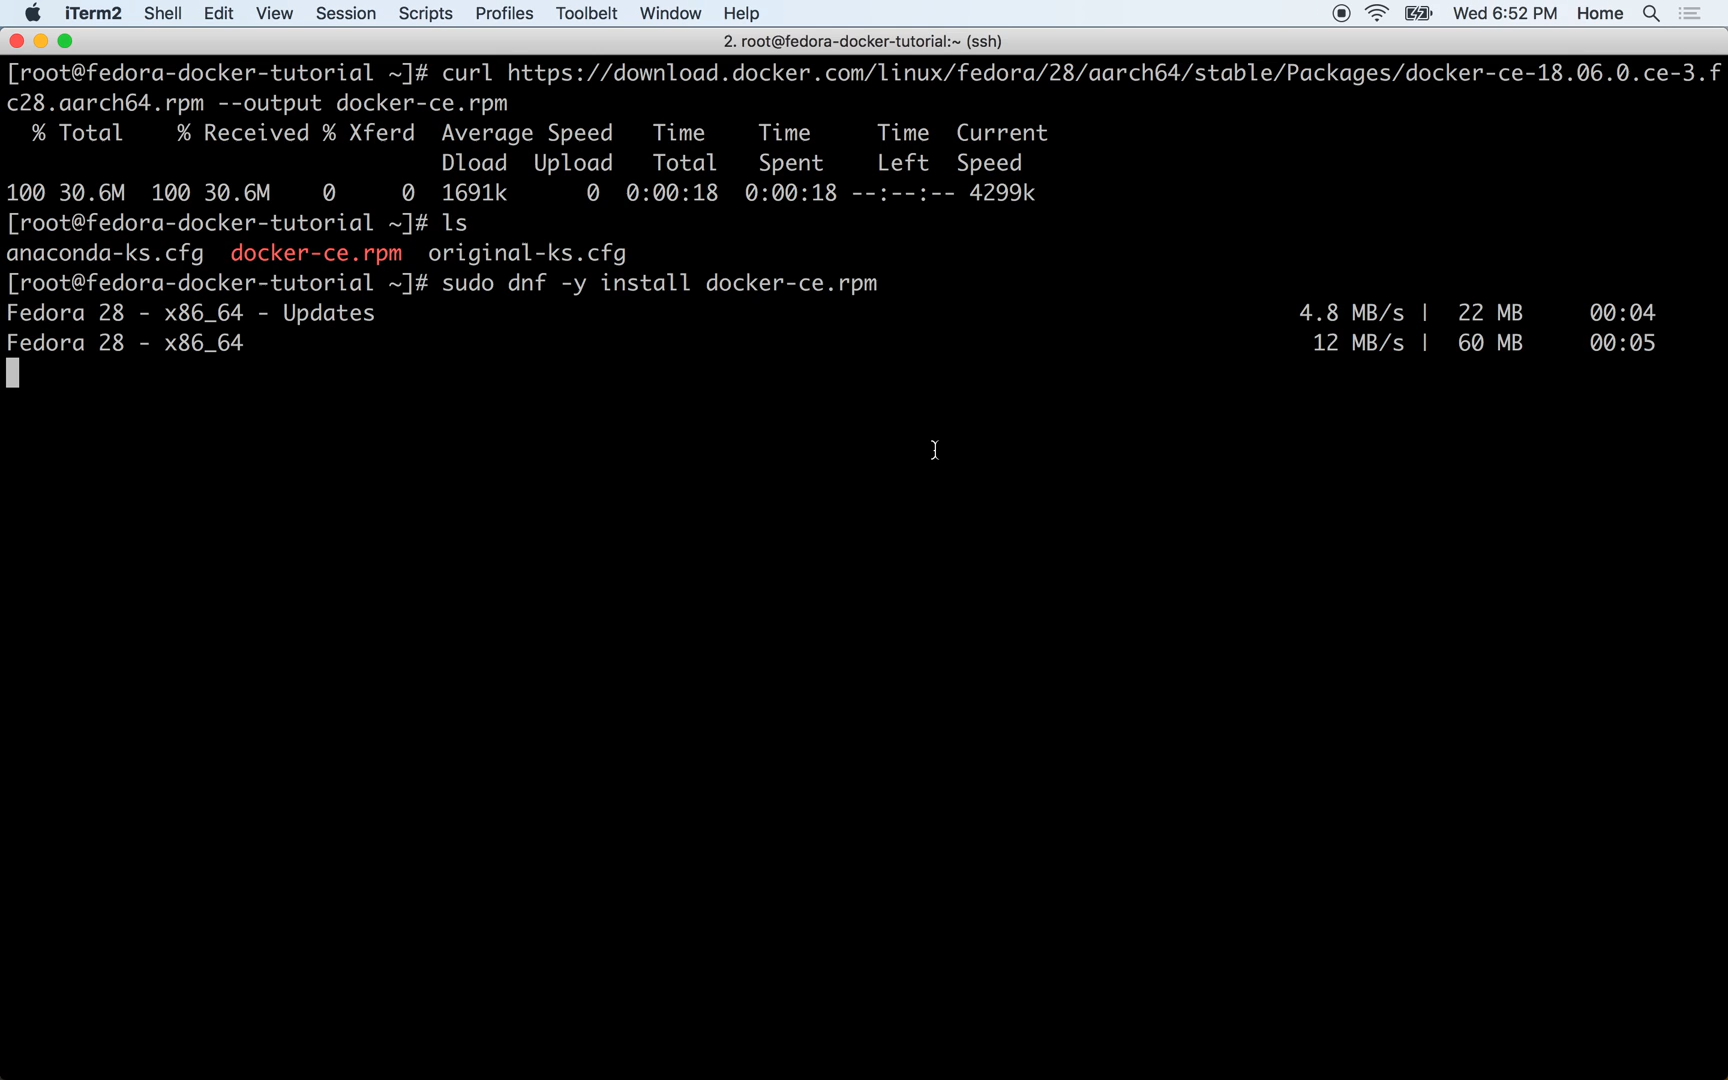 iTerm2 Shell Edit View Session Scripts Profiles Toolbelt Window Help Wed 6:52 PM Home
2. root@fedora-docker-tutorial:~ (ssh)
[root@fedora-docker-tutorial ~]# curl https://download.docker.com/linux/fedora/28/aarch64/stable/Packages/docker-ce-18.06.0.ce-3.f
c28.aarch64.rpm --output docker-ce.rpm
% Total % Received % Xferd Average Speed Time Time Time Current
Dload Upload Total Spent Left Speed
100 30.6M 100 30.6M 0 0 1691k 0 0:00:18 0:00:18 --:--:-- 4299k
[root@fedora-docker-tutorial ~]# ls
anaconda-ks.cfg docker-ce.rpm original-ks.cfg
[root@fedora-docker-tutorial ~]# sudo dnf -y install docker-ce.rpm
Fedora 28 - x86_64 - Updates 4.8 MB/s | 22 MB 00:04
Fedora 28 - x86_64 12 MB/s | 60 MB 00:05